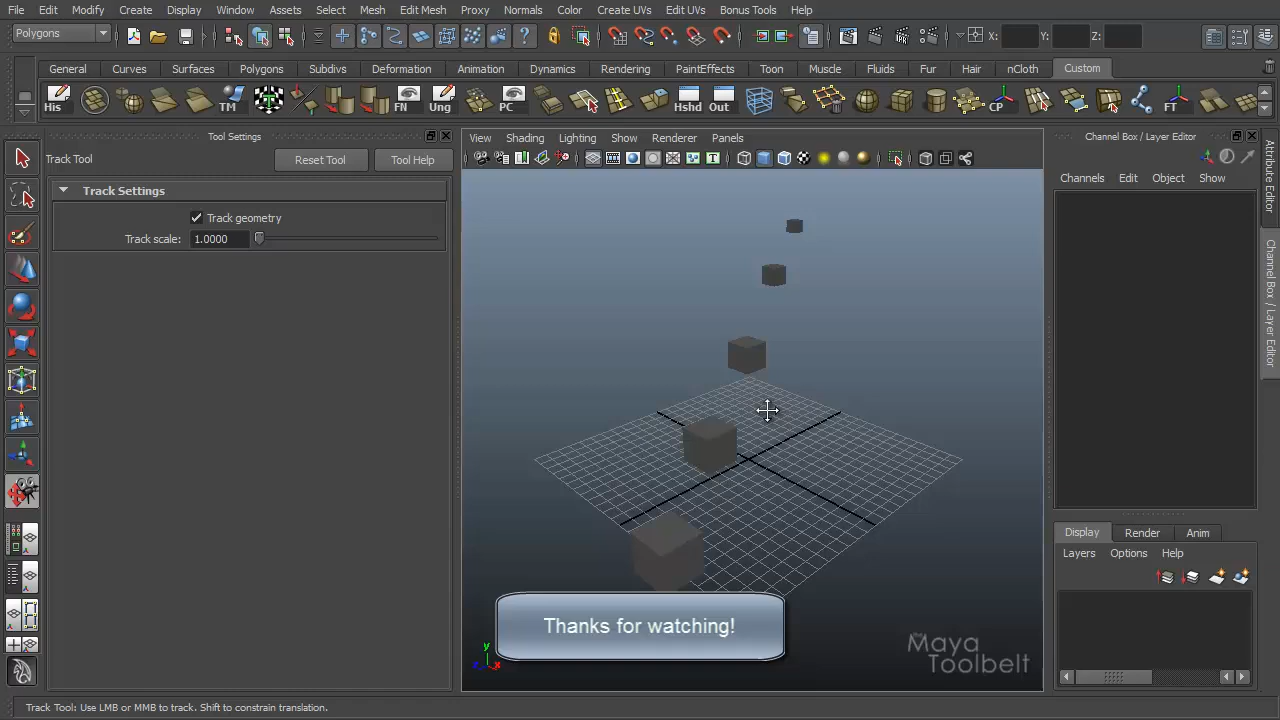 File Edit Modify Create Display Window Assets Select Mesh Edit Mesh Proxy Normals Color Create UVs Edit UVs Bonus Tools Help
Polygons X: Y: Z:
General Curves Surfaces Polygons Subdivs Deformation Animation Dynamics Rendering PaintEffects Toon Muscle Fluids Fur Hair nCloth Custom
His TM FN Ung PC Hshd Out CP FT
Tool Settings
Track Tool Reset Tool Tool Help
Track Settings
Track geometry
Track scale: 1.0000
View Shading Lighting Show Renderer Panels
Channel Box / Layer Editor
Channels Edit Object Show
Attribute Editor
Channel Box / Layer Editor
Display Render Anim
Layers Options Help
Thanks for watching!
y
z x
The
Maya
Toolbelt
Track Tool: Use LMB or MMB to track. Shift to constrain translation.